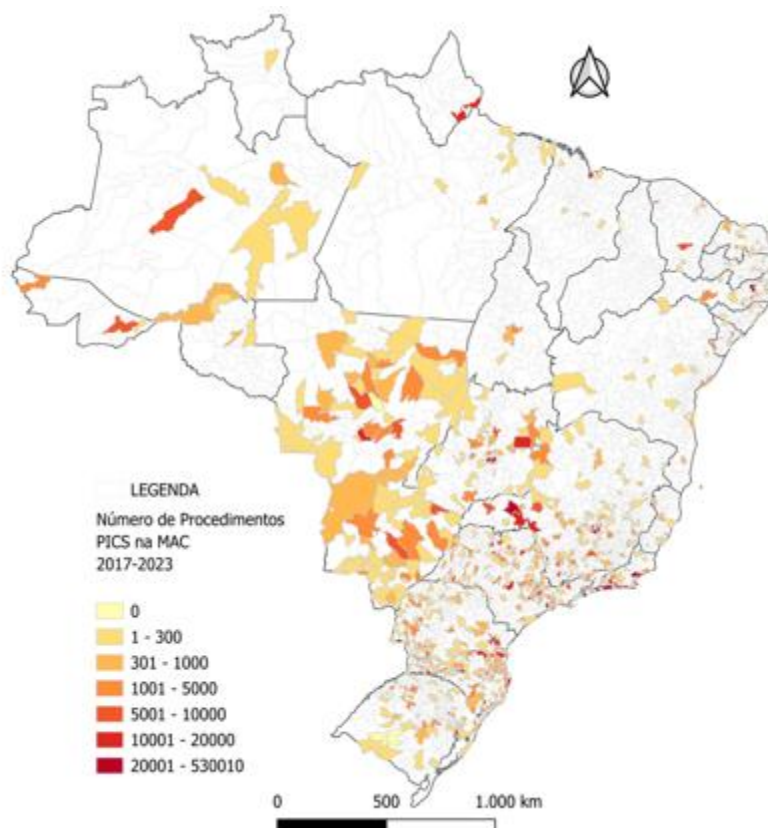 LEGENDA
Número de Procedimentos
PICS na MAC
2017-2023
0
1 - 300
301 - 1000
1001 - 5000
5001 - 10000
10001 - 20000
20001 - 530010
0 500 1.000 km